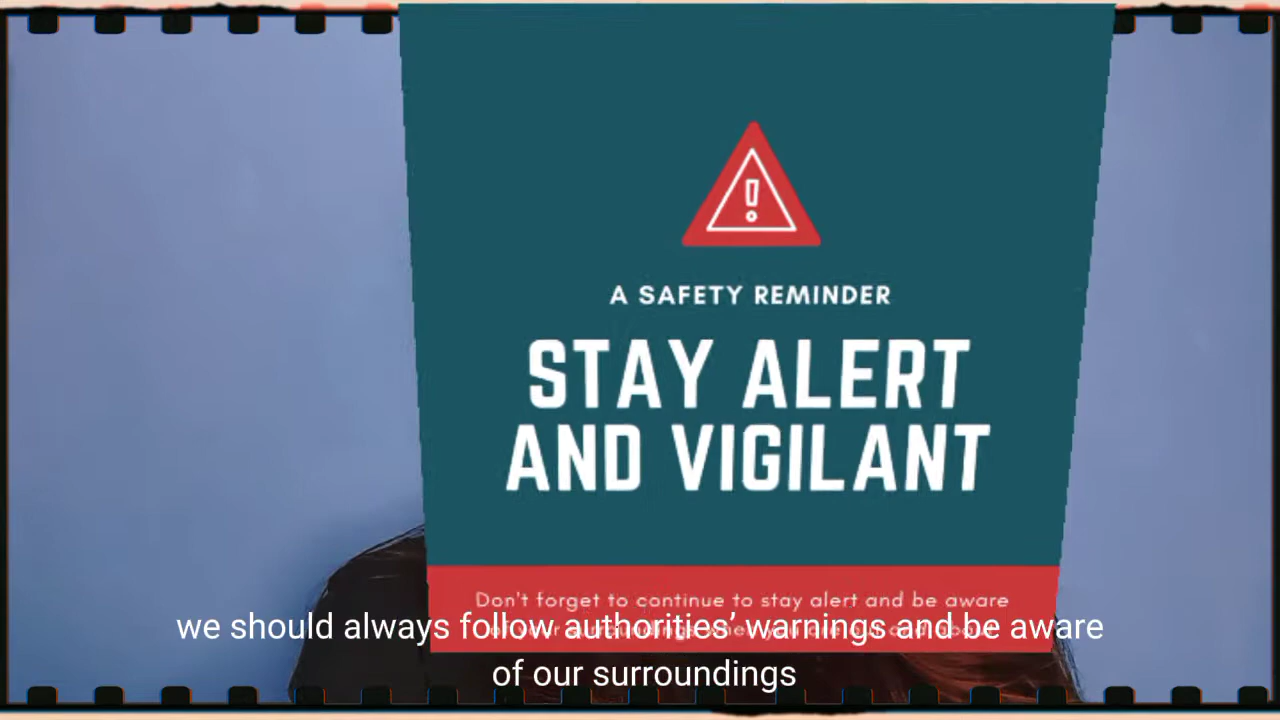 A SAFETY REMINDER
STAY ALERT
AND VIGILANT
Don't forget to continue to stay alert and be aware
we should always follow authorities' warnings and be aware
of our surroundings